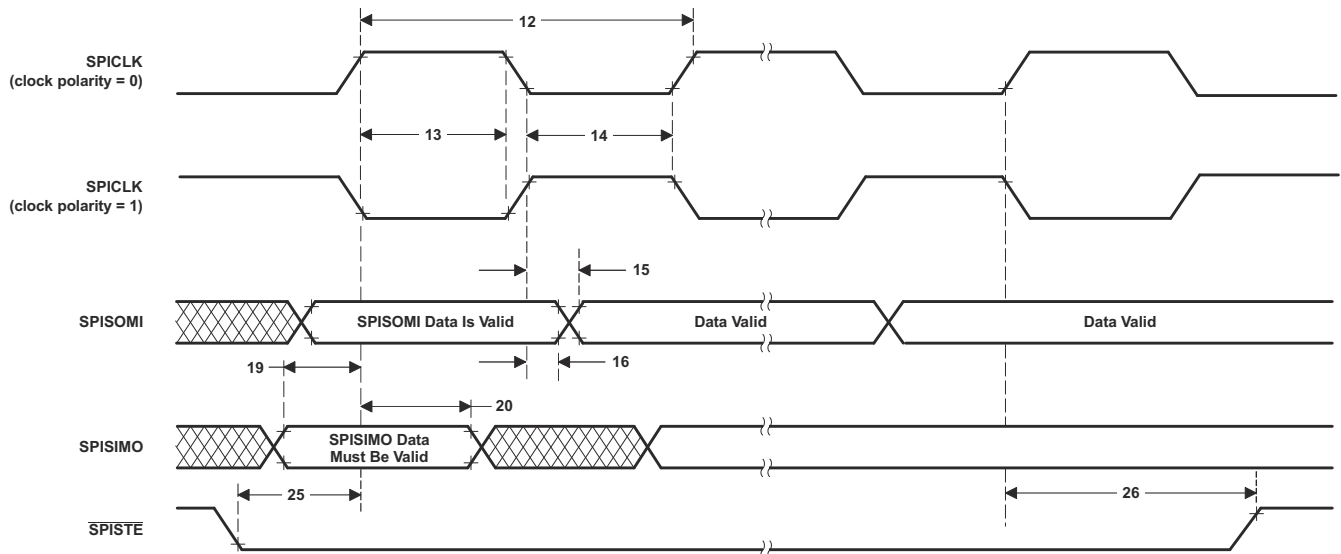 12
SPICLK
(clock polarity = 0)
13
14
SPICLK
(clock polarity = 1)
15
SPISOMI
SPISOMI Data Is Valid
Data Valid
Data Valid
16
19
20
SPISIMO
SPISIMO Data
Must Be Valid
25
26
SPISTE